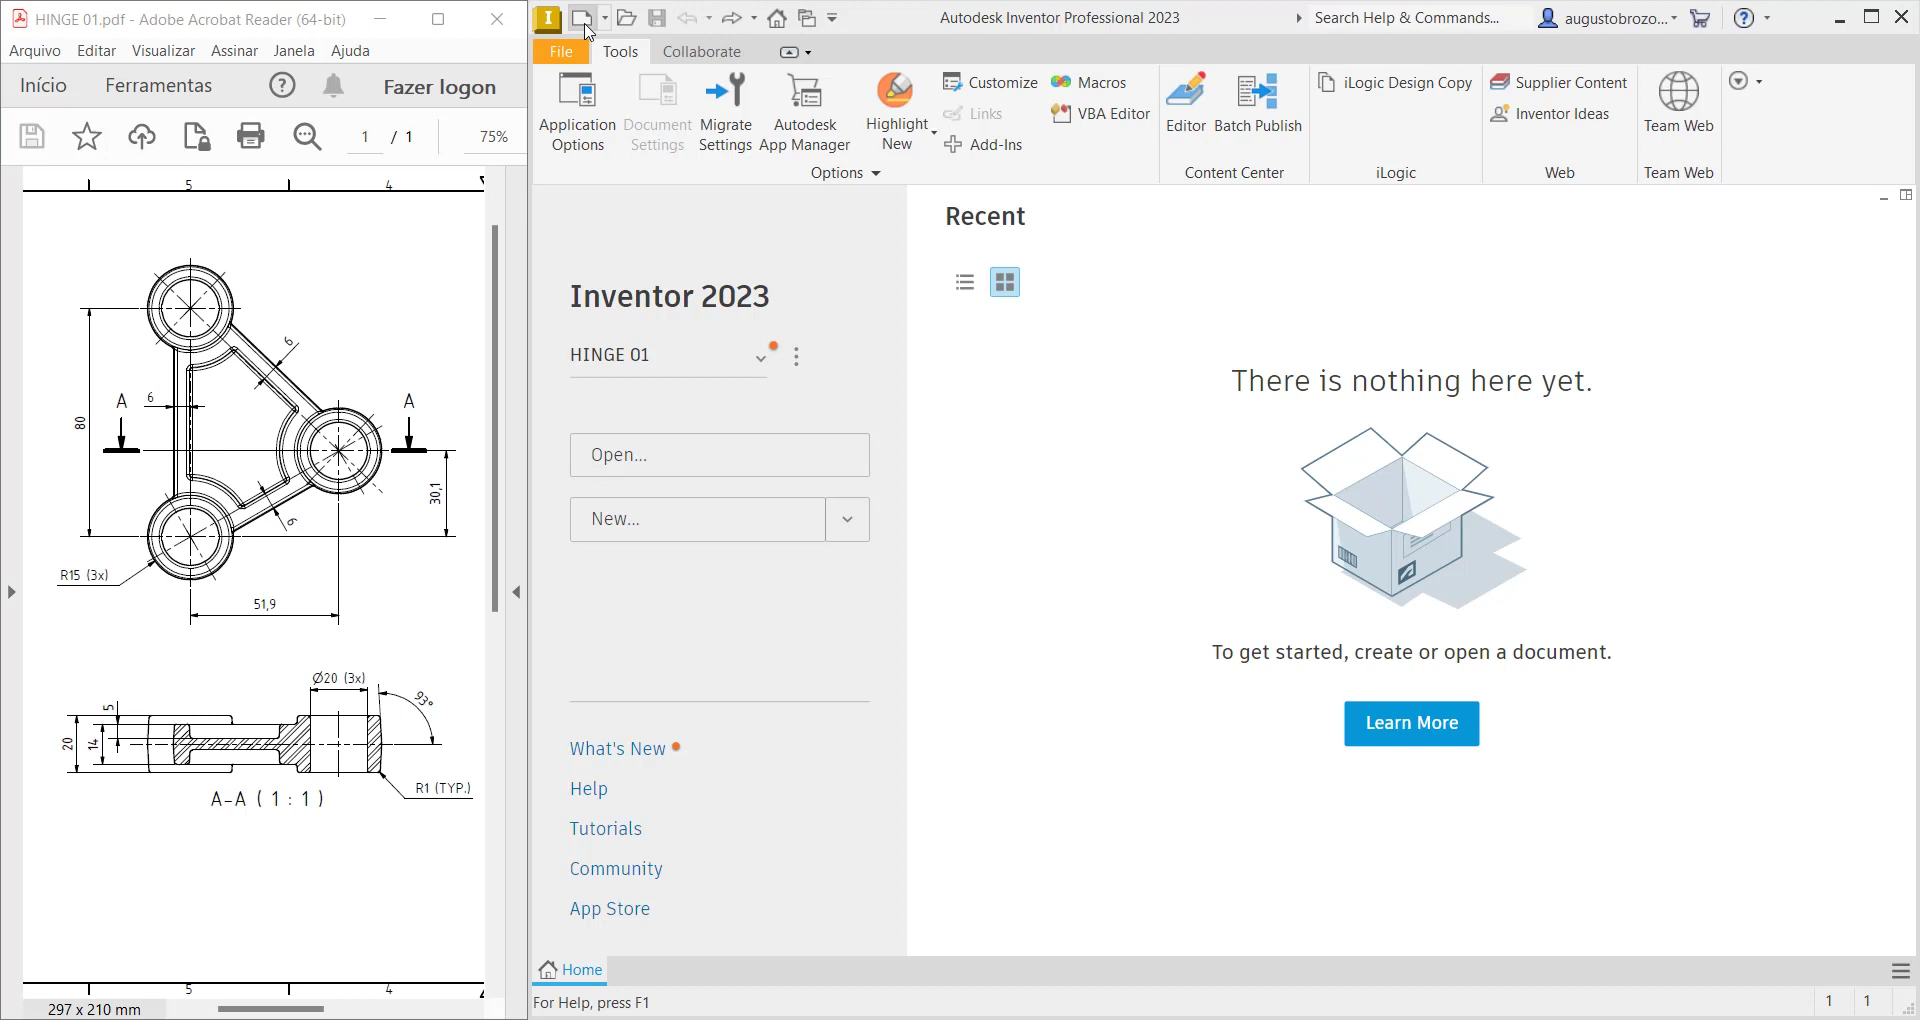 HINGE 01.pdf - Adobe Acrobat Reader (64-bit)
Arquivo Editar Visualizar Assinar Janela Ajuda
Início Ferramentas Fazer logon
1 / 1 75%
5 4
6
A 6 A
80
30,1
6
R15 (3x)
51,9
Ø20 (3x)
93°
5
20 14
R1 (TYP.)
A-A ( 1 : 1 )
5 4
297 x 210 mm
I Autodesk Inventor Professional 2023 Search Help & Commands... augustobrozo...
File Tools Collaborate
Application Options
Document Settings
Migrate Settings
Autodesk App Manager
Highlight New
Customize
Links
Add-Ins
Macros
VBA Editor
Options
Editor Batch Publish
Content Center
iLogic Design Copy
iLogic
Supplier Content
Inventor Ideas
Web
Team Web
Team Web
Inventor 2023
HINGE 01
Open...
New...
What's New
Help
Tutorials
Community
App Store
Recent
There is nothing here yet.
To get started, create or open a document.
Learn More
Home
For Help, press F1
1 1